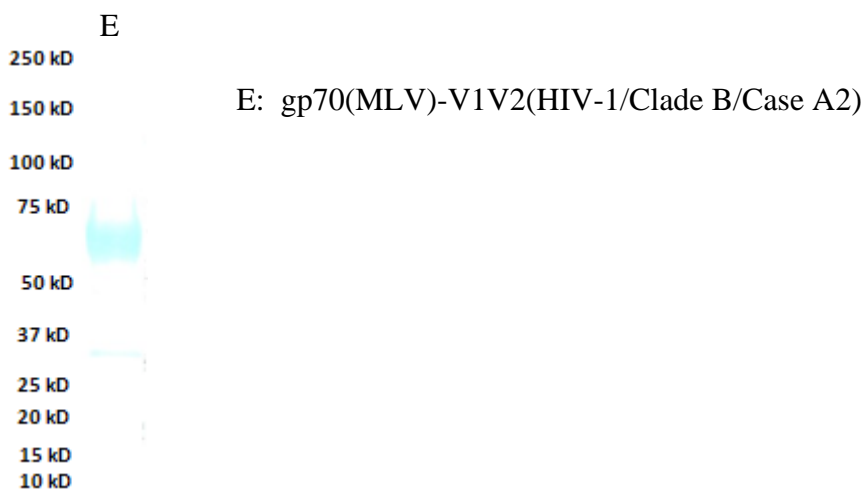 E
250 kD
150 kD
E: gp70(MLV)-V1V2(HIV-1/Clade B/Case A2)
100 kD
75 kD
50 kD
37 kD
25 kD
20 kD
15 kD
10 kD